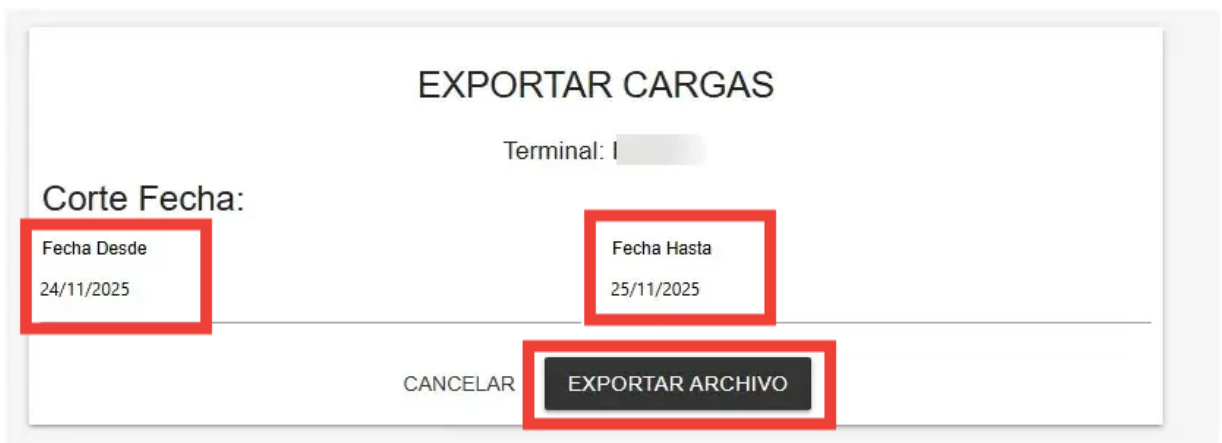 EXPORTAR CARGAS
Terminal:
Corte Fecha:
Fecha Desde
Fecha Hasta
24/11/2025
25/11/2025
CANCELAR
EXPORTAR ARCHIVO